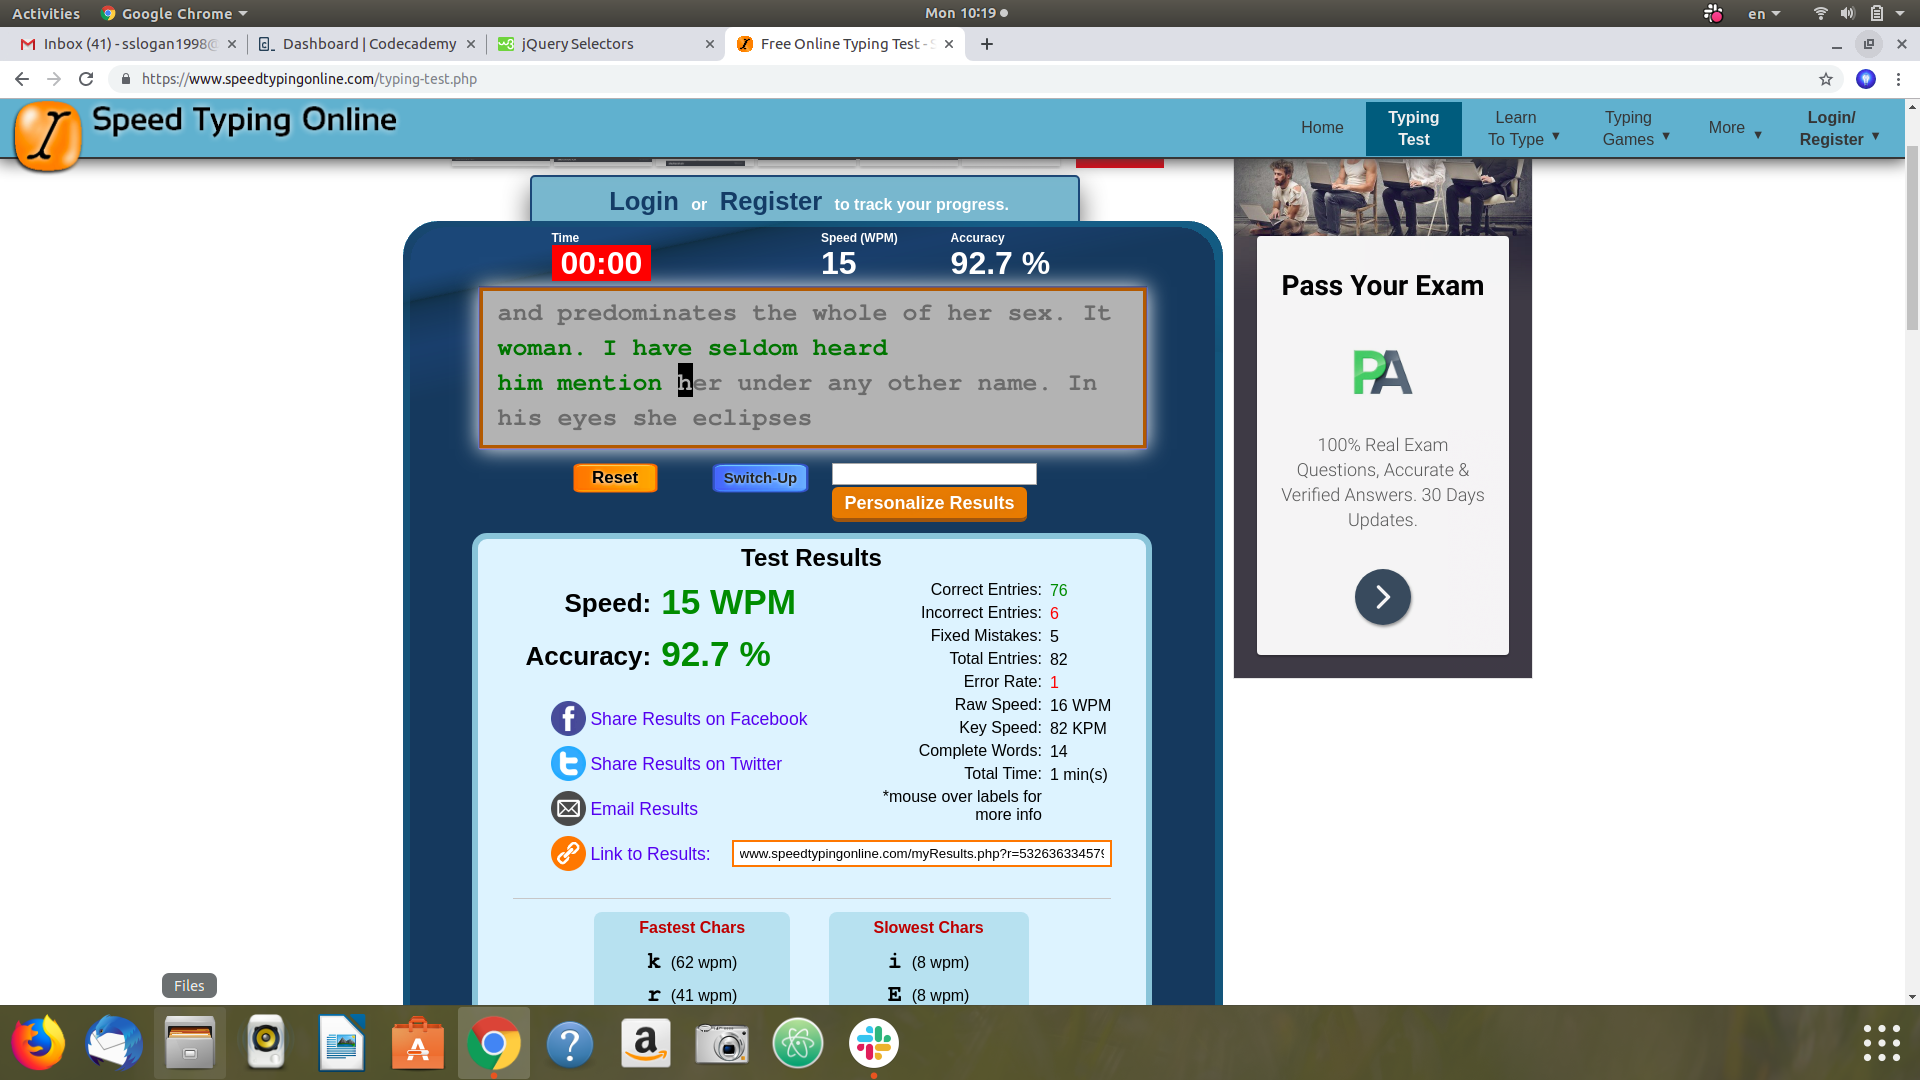 Activities
Google Chrome
Mon 10:19
en
Inbox (41) - sslogan1998@
Dashboard | Codecademy
jQuery Selectors
Free Online Typing Test - S
https://www.speedtypingonline.com/typing-test.php
Speed Typing Online
Home
Typing
Test
Learn
To Type
Typing
Games
More
Login/
Register
Login or Register to track your progress.
Time
00:00
Speed (WPM)
15
Accuracy
92.7 %
and predominates the whole of her sex. It
woman. I have seldom heard
him mention her under any other name. In
his eyes she eclipses
Reset
Switch-Up
Personalize Results
Test Results
Speed: 15 WPM
Accuracy: 92.7 %
Share Results on Facebook
Share Results on Twitter
Email Results
Link to Results: www.speedtypingonline.com/myResults.php?r=532636334579
Correct Entries: 76
Incorrect Entries: 6
Fixed Mistakes: 5
Total Entries: 82
Error Rate: 1
Raw Speed: 16 WPM
Key Speed: 82 KPM
Complete Words: 14
Total Time: 1 min(s)
*mouse over labels for
more info
Fastest Chars
k (62 wpm)
r (41 wpm)
Slowest Chars
i (8 wpm)
E (8 wpm)
Pass Your Exam
PA
100% Real Exam
Questions, Accurate &
Verified Answers. 30 Days
Updates.
Files